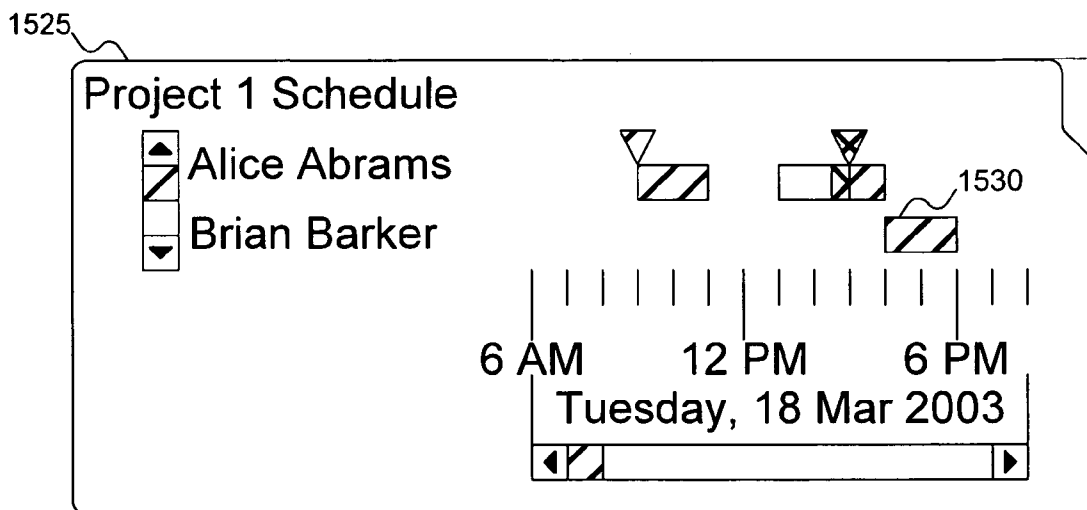 1525
Project 1 Schedule
Alice Abrams
1530
Brian Barker
6 AM 12 PM 6 PM
Tuesday, 18 Mar 2003